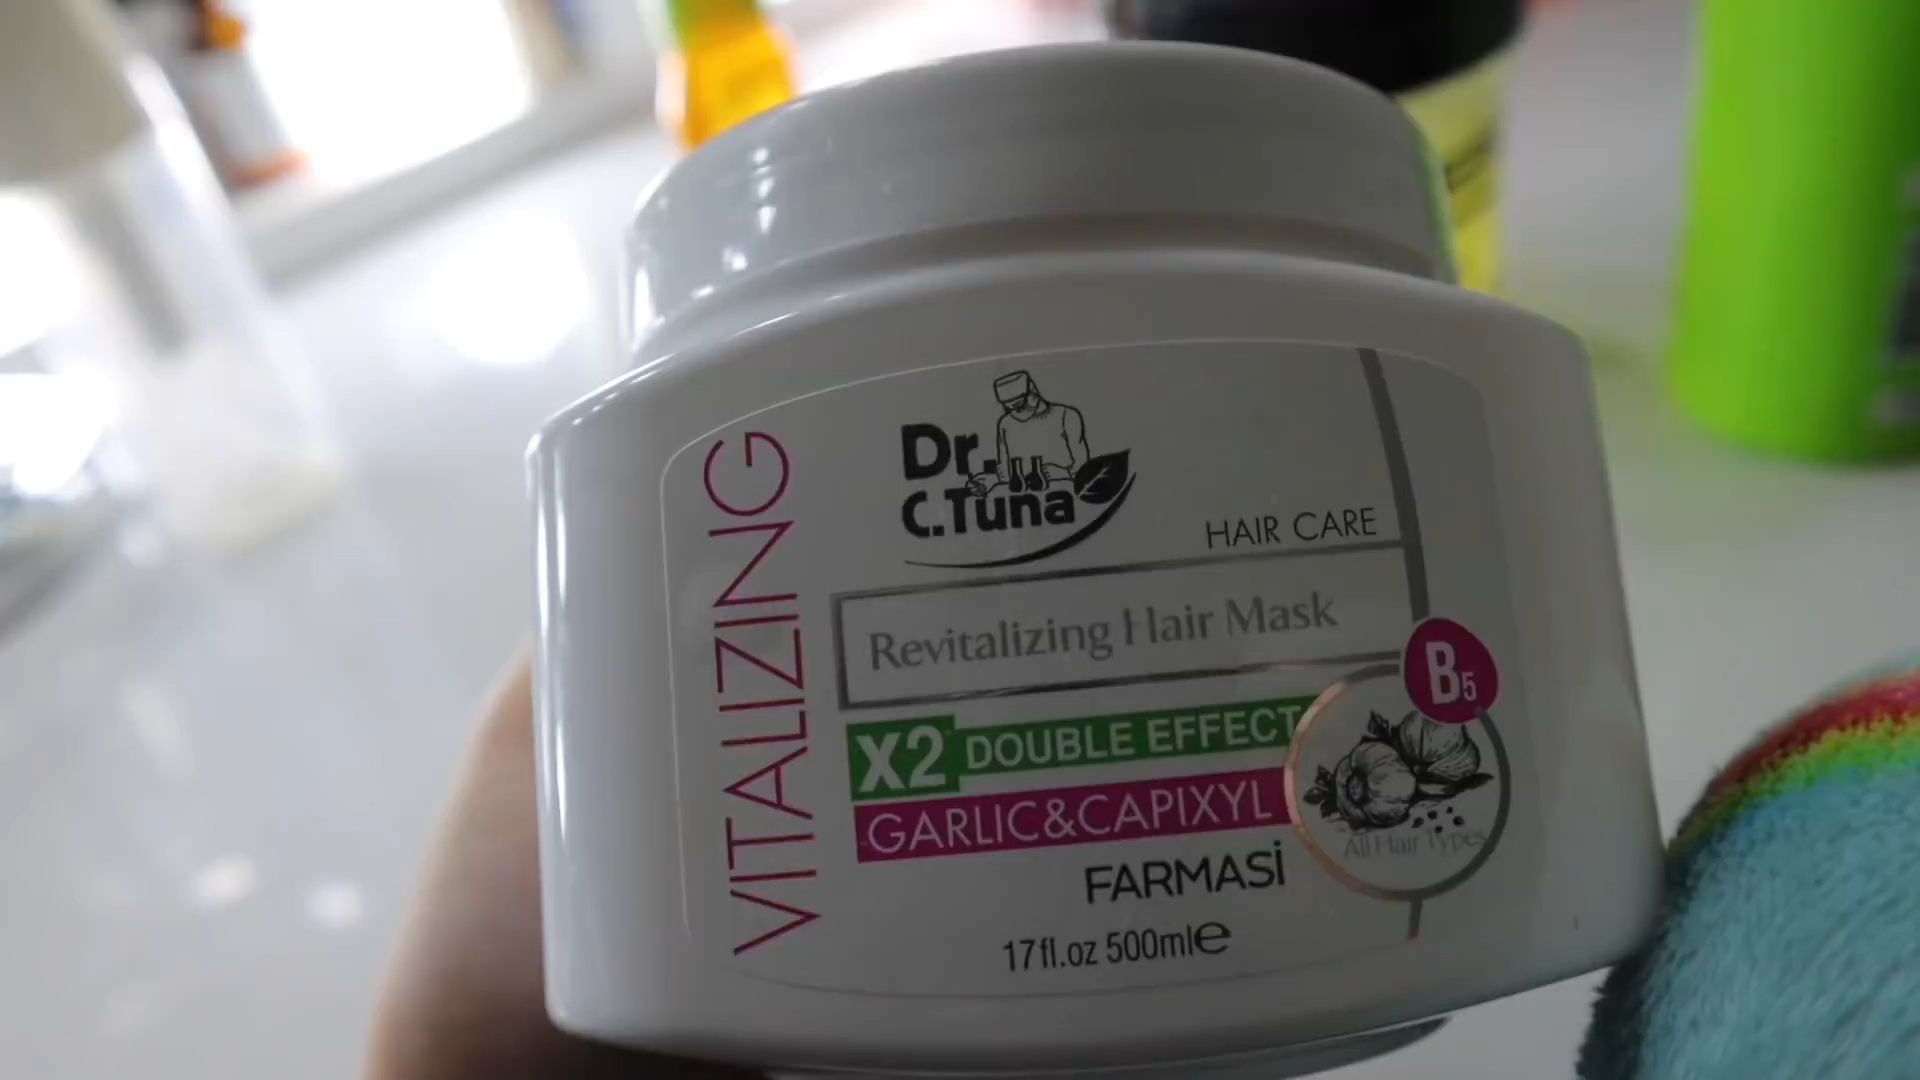 VITALIZING
Dr.
C.Tuna
HAIR CARE
Revitalizing Hair Mask
B5
X2 DOUBLE EFFECT
GARLIC&CAPIXYL
All Hair Types
FARMASİ
17fl.oz 500mle